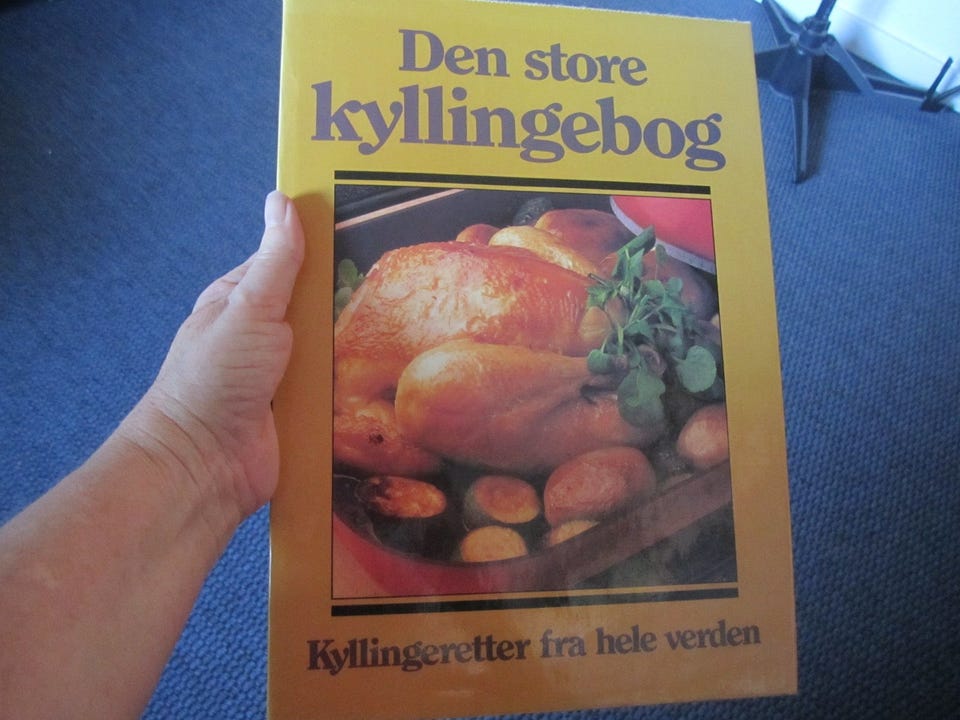 Den store
kyllingebog
Kyllingeretter fra hele verden